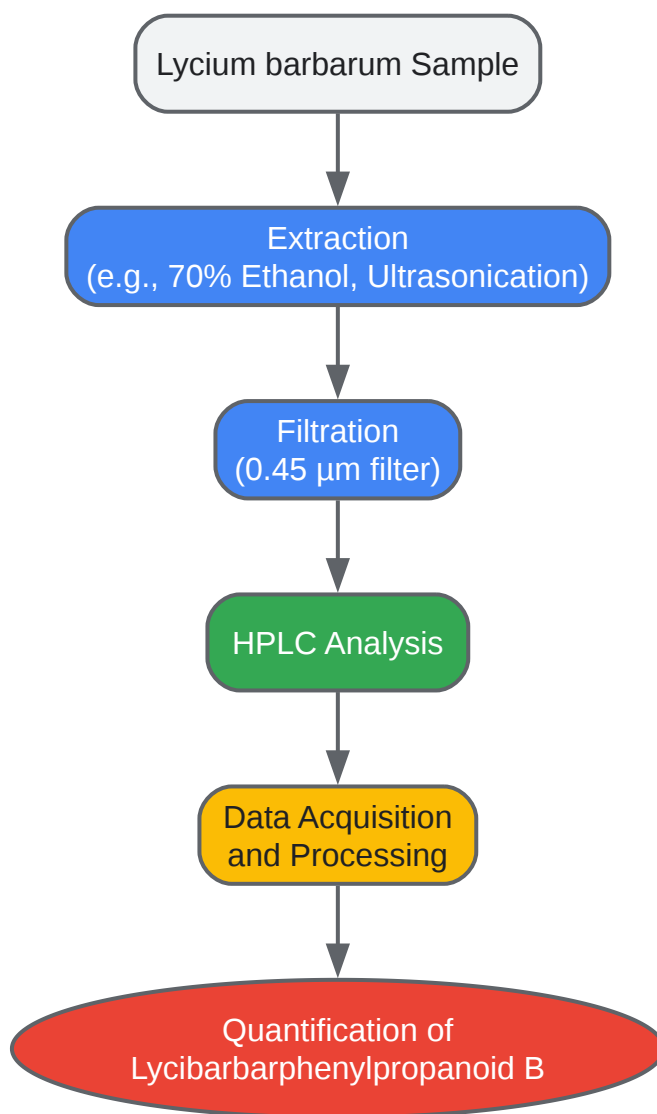 Lycium barbarum Sample
Extraction
(e.g., 70% Ethanol, Ultrasonication)
Filtration
(0.45 µm filter)
HPLC Analysis
Data Acquisition
and Processing
Quantification of
Lycibarbarphenylpropanoid B